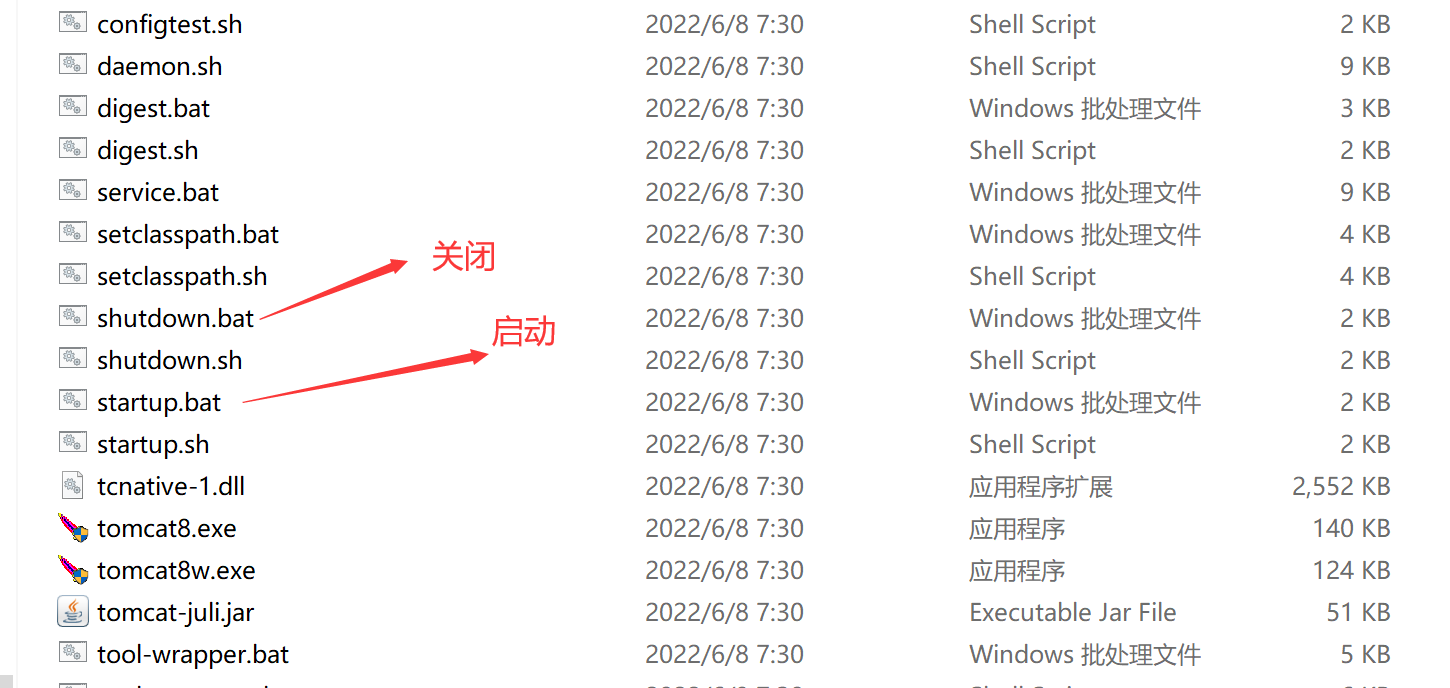 configtest.sh 2022/6/8 7:30 Shell Script 2 KB
daemon.sh 2022/6/8 7:30 Shell Script 9 KB
digest.bat 2022/6/8 7:30 Windows 批处理文件 3 KB
digest.sh 2022/6/8 7:30 Shell Script 2 KB
service.bat 2022/6/8 7:30 Windows 批处理文件 9 KB
setclasspath.bat 2022/6/8 7:30 Windows 批处理文件 4 KB
关闭
setclasspath.sh 2022/6/8 7:30 Shell Script 4 KB
shutdown.bat 2022/6/8 7:30 Windows 批处理文件 2 KB
启动
shutdown.sh 2022/6/8 7:30 Shell Script 2 KB
startup.bat 2022/6/8 7:30 Windows 批处理文件 2 KB
startup.sh 2022/6/8 7:30 Shell Script 2 KB
tcnative-1.dll 2022/6/8 7:30 应用程序扩展 2,552 KB
tomcat8.exe 2022/6/8 7:30 应用程序 140 KB
tomcat8w.exe 2022/6/8 7:30 应用程序 124 KB
tomcat-juli.jar 2022/6/8 7:30 Executable Jar File 51 KB
tool-wrapper.bat 2022/6/8 7:30 Windows 批处理文件 5 KB